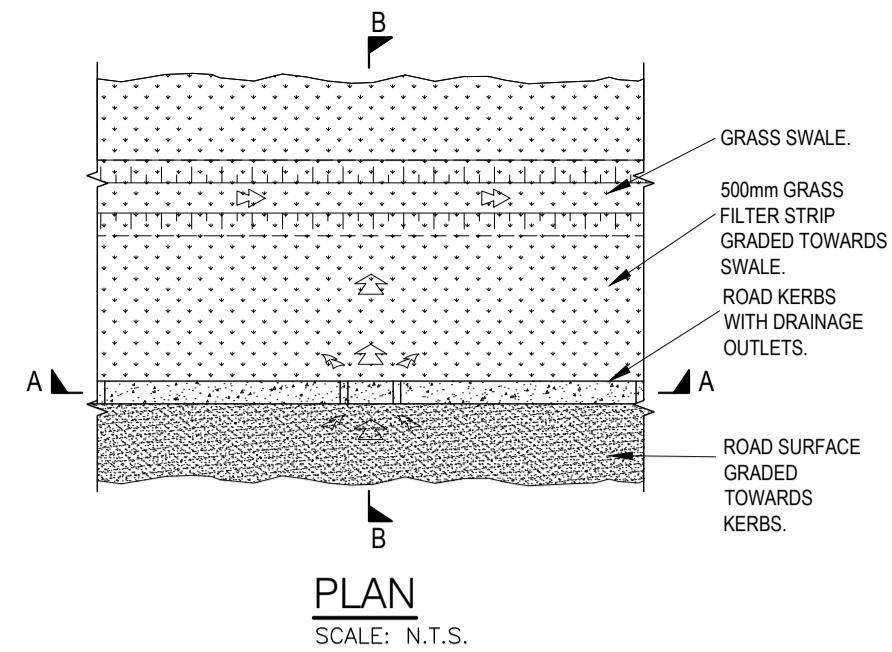 B
GRASS SWALE.
500mm GRASS
FILTER STRIP
GRADED TOWARDS
SWALE.
ROAD KERBS
WITH DRAINAGE
OUTLETS.
A
A
ROAD SURFACE
GRADED
TOWARDS
KERBS.
B
PLAN
SCALE: N.T.S.